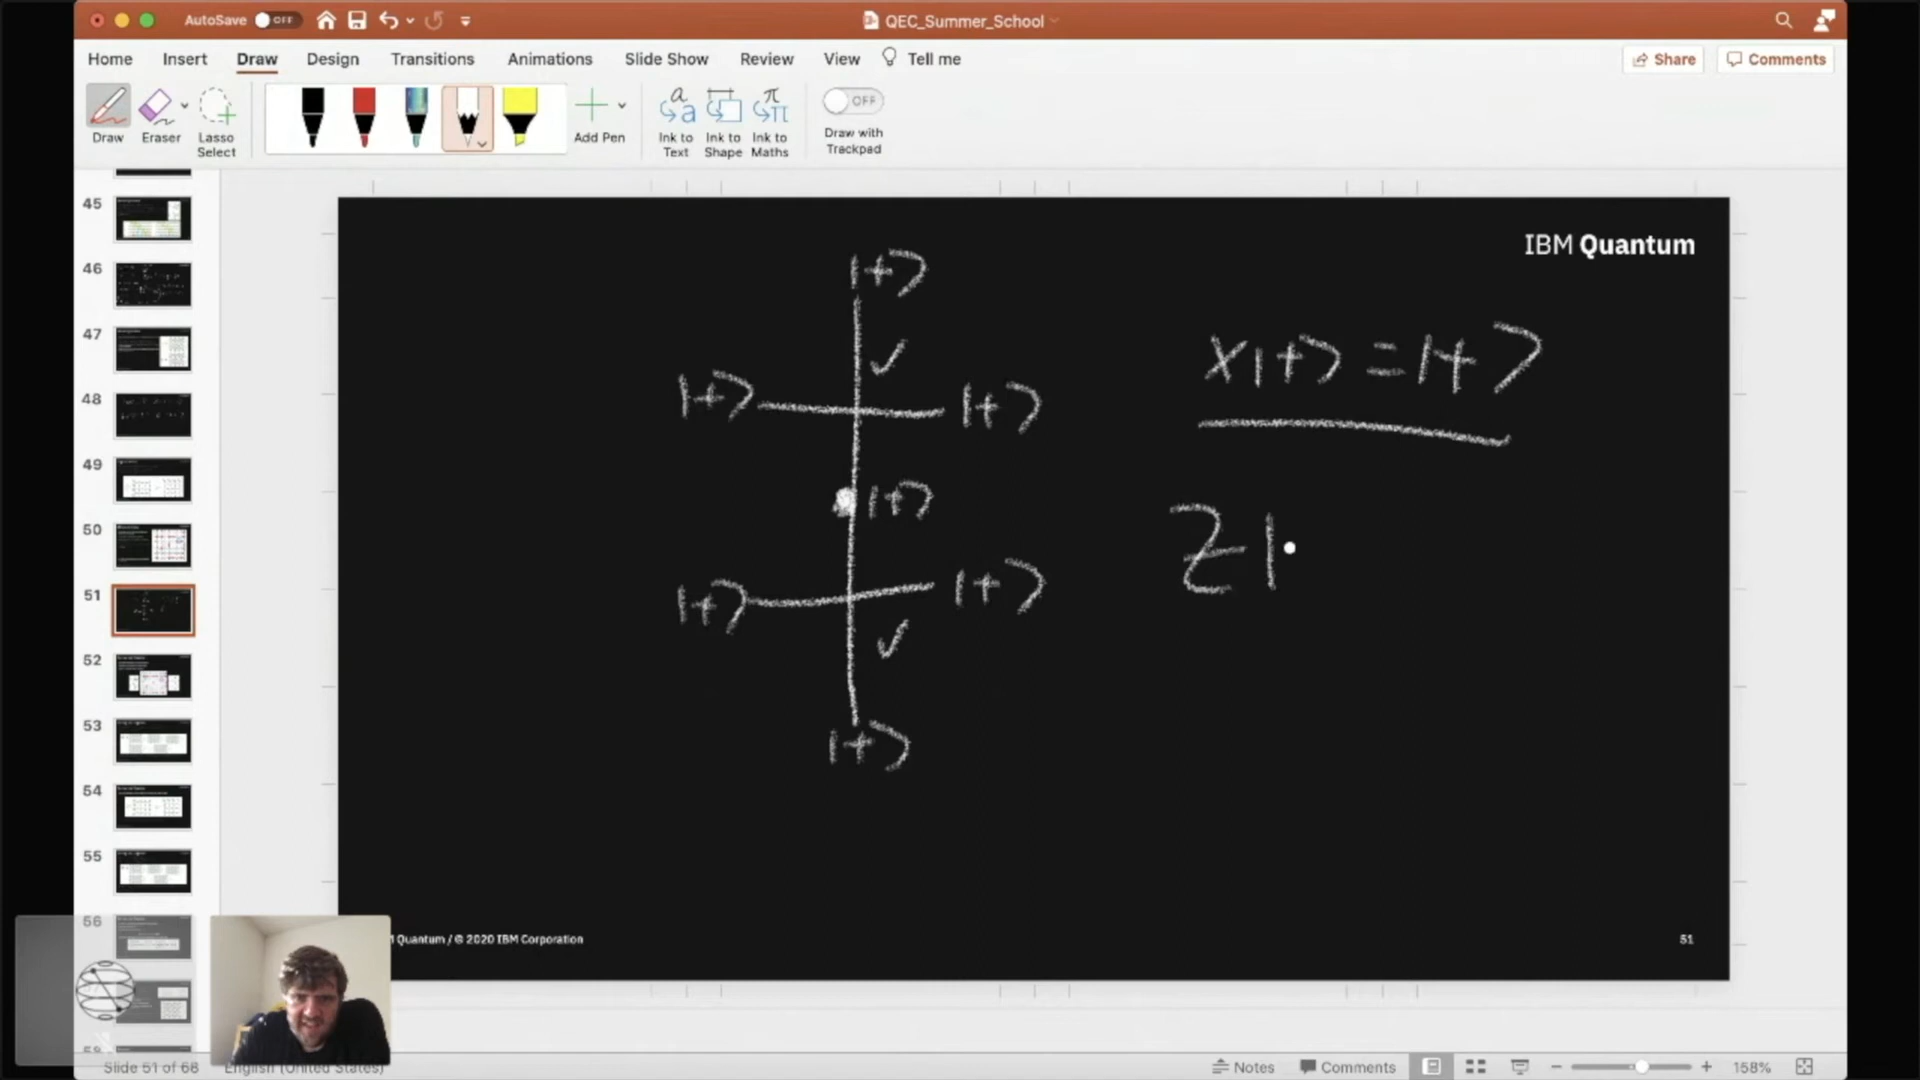 AutoSave OFF
QEC_Summer_School
Home Insert Draw Design Transitions Animations Slide Show Review View Tell me
Share Comments
Draw
Eraser
Lasso Select
Add Pen
a
a
Ink to Text
Ink to Shape
π
π
Ink to Maths
OFF
Draw with Trackpad
45
46
47
48
49
50
51
52
53
54
55
56
IBM Quantum
|+>
|+> |+>
|+>
|+> |+>
|+>
X|+> = |+>
Z|
Quantum / © 2020 IBM Corporation
51
Slide 51 of 68 English (United States)
Notes Comments 158%